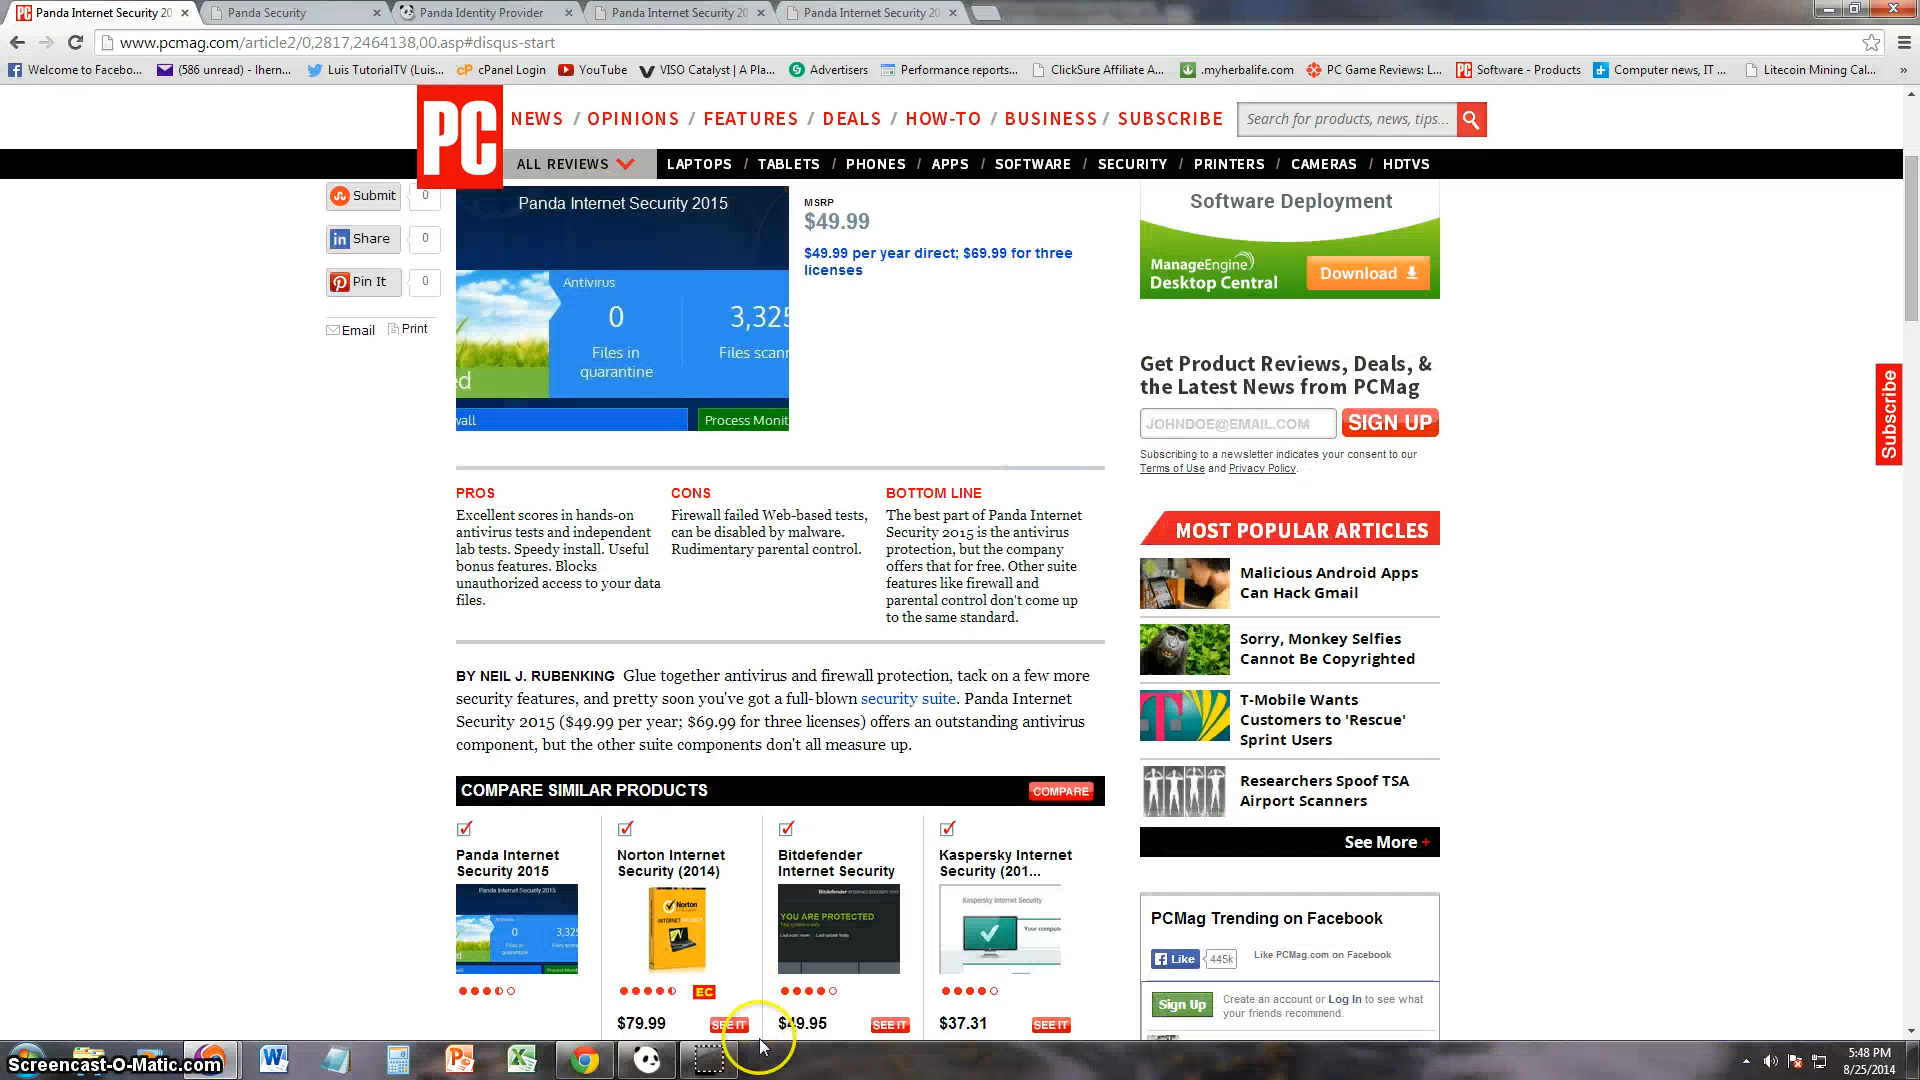 Panda Internet Security 20
Panda Security
Panda Identity Provider
Panda Internet Security 20
Panda Internet Security 20
www.pcmag.com/article2/0,2817,2464138,00.asp#disqus-start
Welcome to Facebo...
(586 unread) - lhern...
Luis TutorialTV (Luis...
cPanel Login
YouTube
VISO Catalyst | A Pla...
Advertisers
Performance reports...
ClickSure Affiliate A...
.myherbalife.com
PC Game Reviews: L...
Software - Products
Computer news, IT ...
Litecoin Mining Cal...
PC
NEWS / OPINIONS / FEATURES / DEALS / HOW-TO / BUSINESS / SUBSCRIBE
Search for products, news, tips...
ALL REVIEWS
LAPTOPS / TABLETS / PHONES / APPS / SOFTWARE / SECURITY / PRINTERS / CAMERAS / HDTVS
Submit 0
Share 0
Pin It 0
Email Print
Panda Internet Security 2015
Antivirus
0
3,325
Files in
quarantine
Files scann
ed
wall
Process Monit
MSRP
$49.99
$49.99 per year direct; $69.99 for three
licenses
Software Deployment
ManageEngine
Desktop Central
Download
Get Product Reviews, Deals, &
the Latest News from PCMag
JOHNDOE@EMAIL.COM
SIGN UP
Subscribing to a newsletter indicates your consent to our
Terms of Use and Privacy Policy.
Subscribe
PROS
Excellent scores in hands-on
antivirus tests and independent
lab tests. Speedy install. Useful
bonus features. Blocks
unauthorized access to your data
files.
CONS
Firewall failed Web-based tests,
can be disabled by malware.
Rudimentary parental control.
BOTTOM LINE
The best part of Panda Internet
Security 2015 is the antivirus
protection, but the company
offers that for free. Other suite
features like firewall and
parental control don't come up
to the same standard.
MOST POPULAR ARTICLES
Malicious Android Apps
Can Hack Gmail
Sorry, Monkey Selfies
Cannot Be Copyrighted
T-Mobile Wants
Customers to 'Rescue'
Sprint Users
Researchers Spoof TSA
Airport Scanners
See More +
BY NEIL J. RUBENKING Glue together antivirus and firewall protection, tack on a few more
security features, and pretty soon you've got a full-blown security suite. Panda Internet
Security 2015 ($49.99 per year; $69.99 for three licenses) offers an outstanding antivirus
component, but the other suite components don't all measure up.
COMPARE SIMILAR PRODUCTS
COMPARE
Panda Internet
Security 2015
Panda Internet Security 2015
Norton Internet
Security (2014)
Norton
EC
$79.99
SEE IT
Bitdefender
Internet Security
YOU ARE PROTECTED
$49.95
SEE IT
Kaspersky Internet
Security (201...
Kaspersky Internet Security
$37.31
SEE IT
PCMag Trending on Facebook
Like 445k
Like PCMag.com on Facebook
Sign Up
Create an account or Log In to see what
your friends recommend.
Screencast-O-Matic.com
5:48 PM
8/25/2014